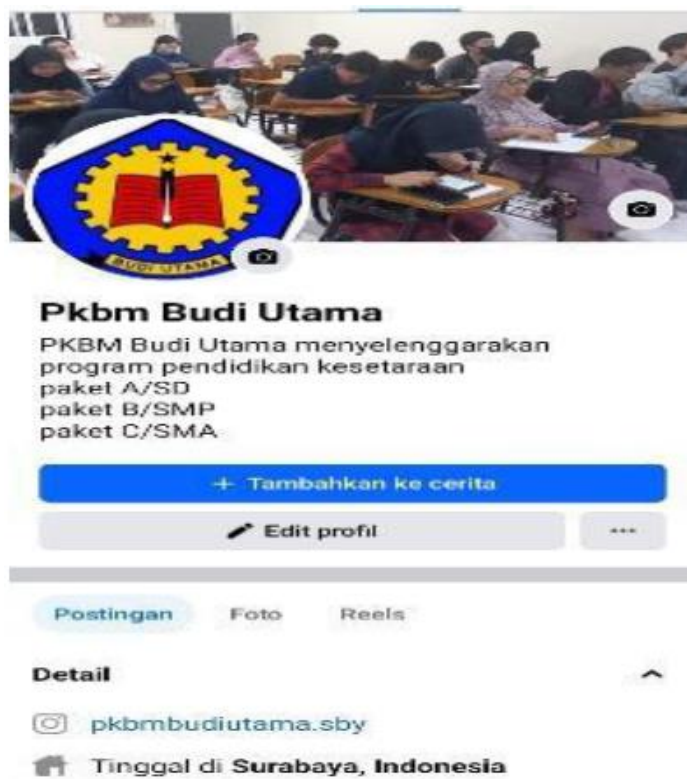 BUDI UTAMA
Pkbm Budi Utama
PKBM Budi Utama menyelenggarakan
program pendidikan kesetaraan
paket A/SD
paket B/SMP
paket C/SMA
+ Tambahkan ke cerita
Edit profil
...
Postingan Foto Reels
Detail
pkbmbudiutama.sby
Tinggal di Surabaya, Indonesia